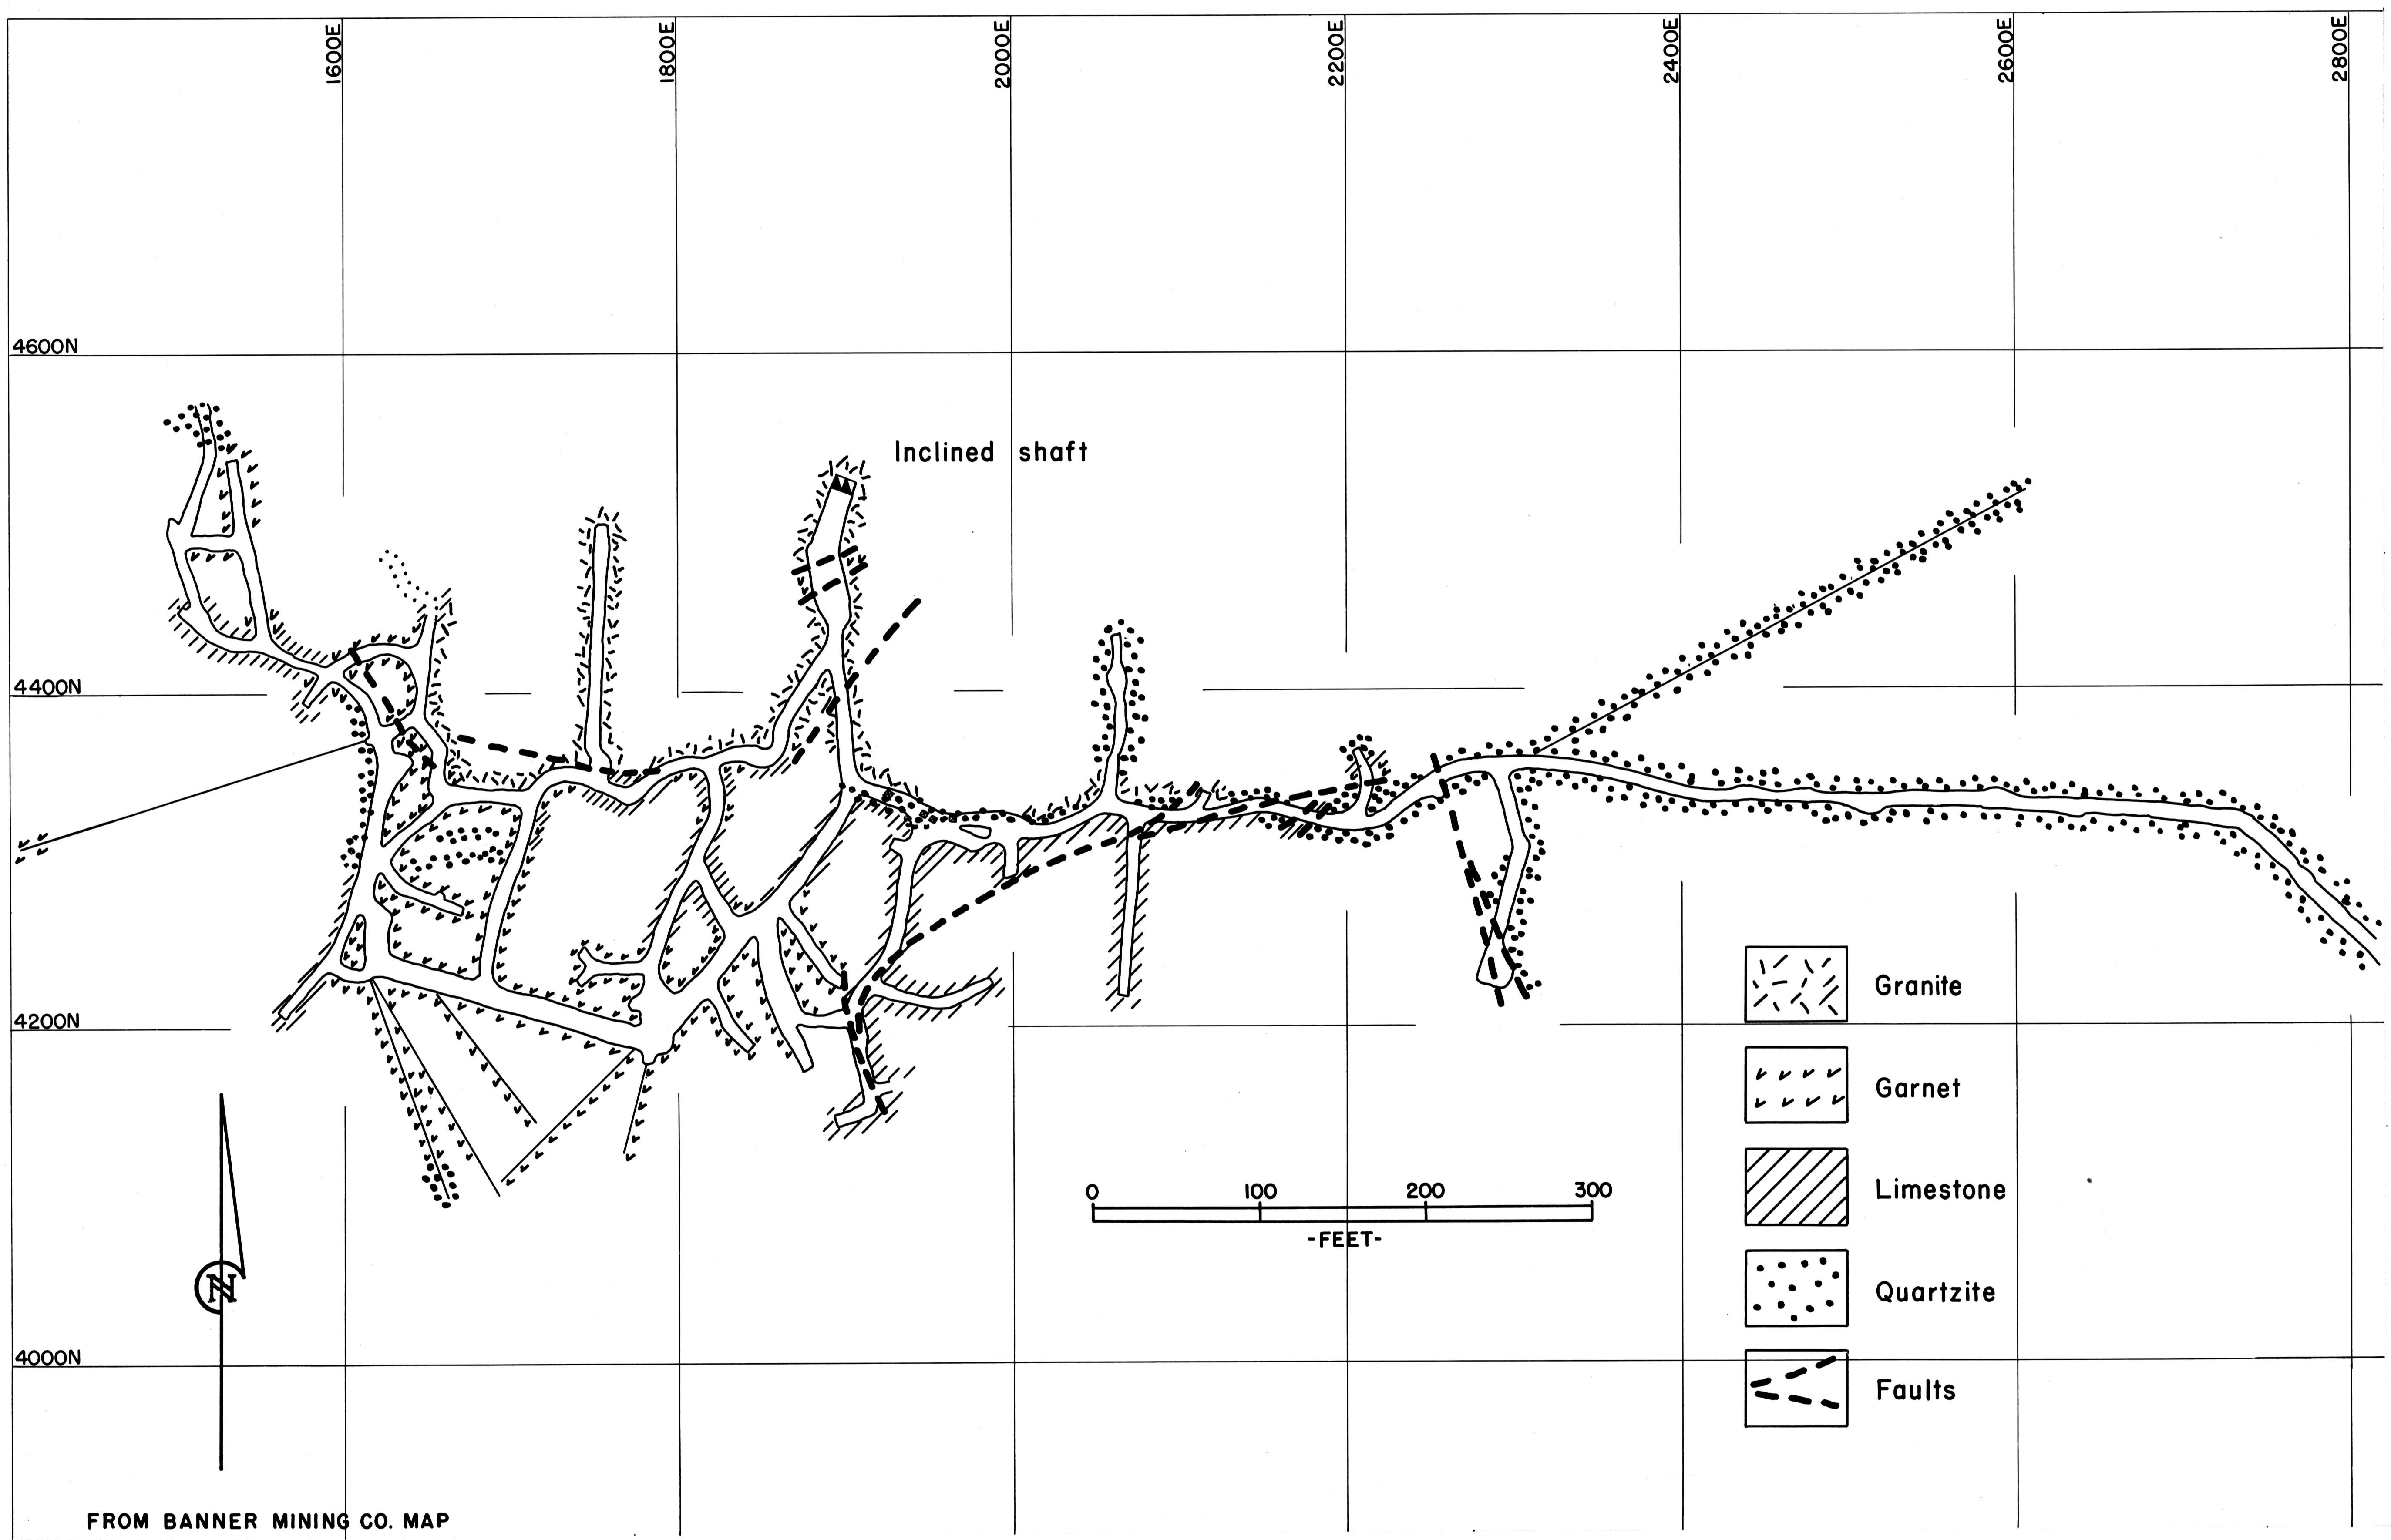 1600E
1800E
2000E
2200E
2400E
2600E
2800E
4600N
Inclined shaft
4400N
4200N
4000N
Granite
Garnet
Limestone
Quartzite
Faults
0 100 200 300
-FEET-
N
FROM BANNER MINING CO. MAP